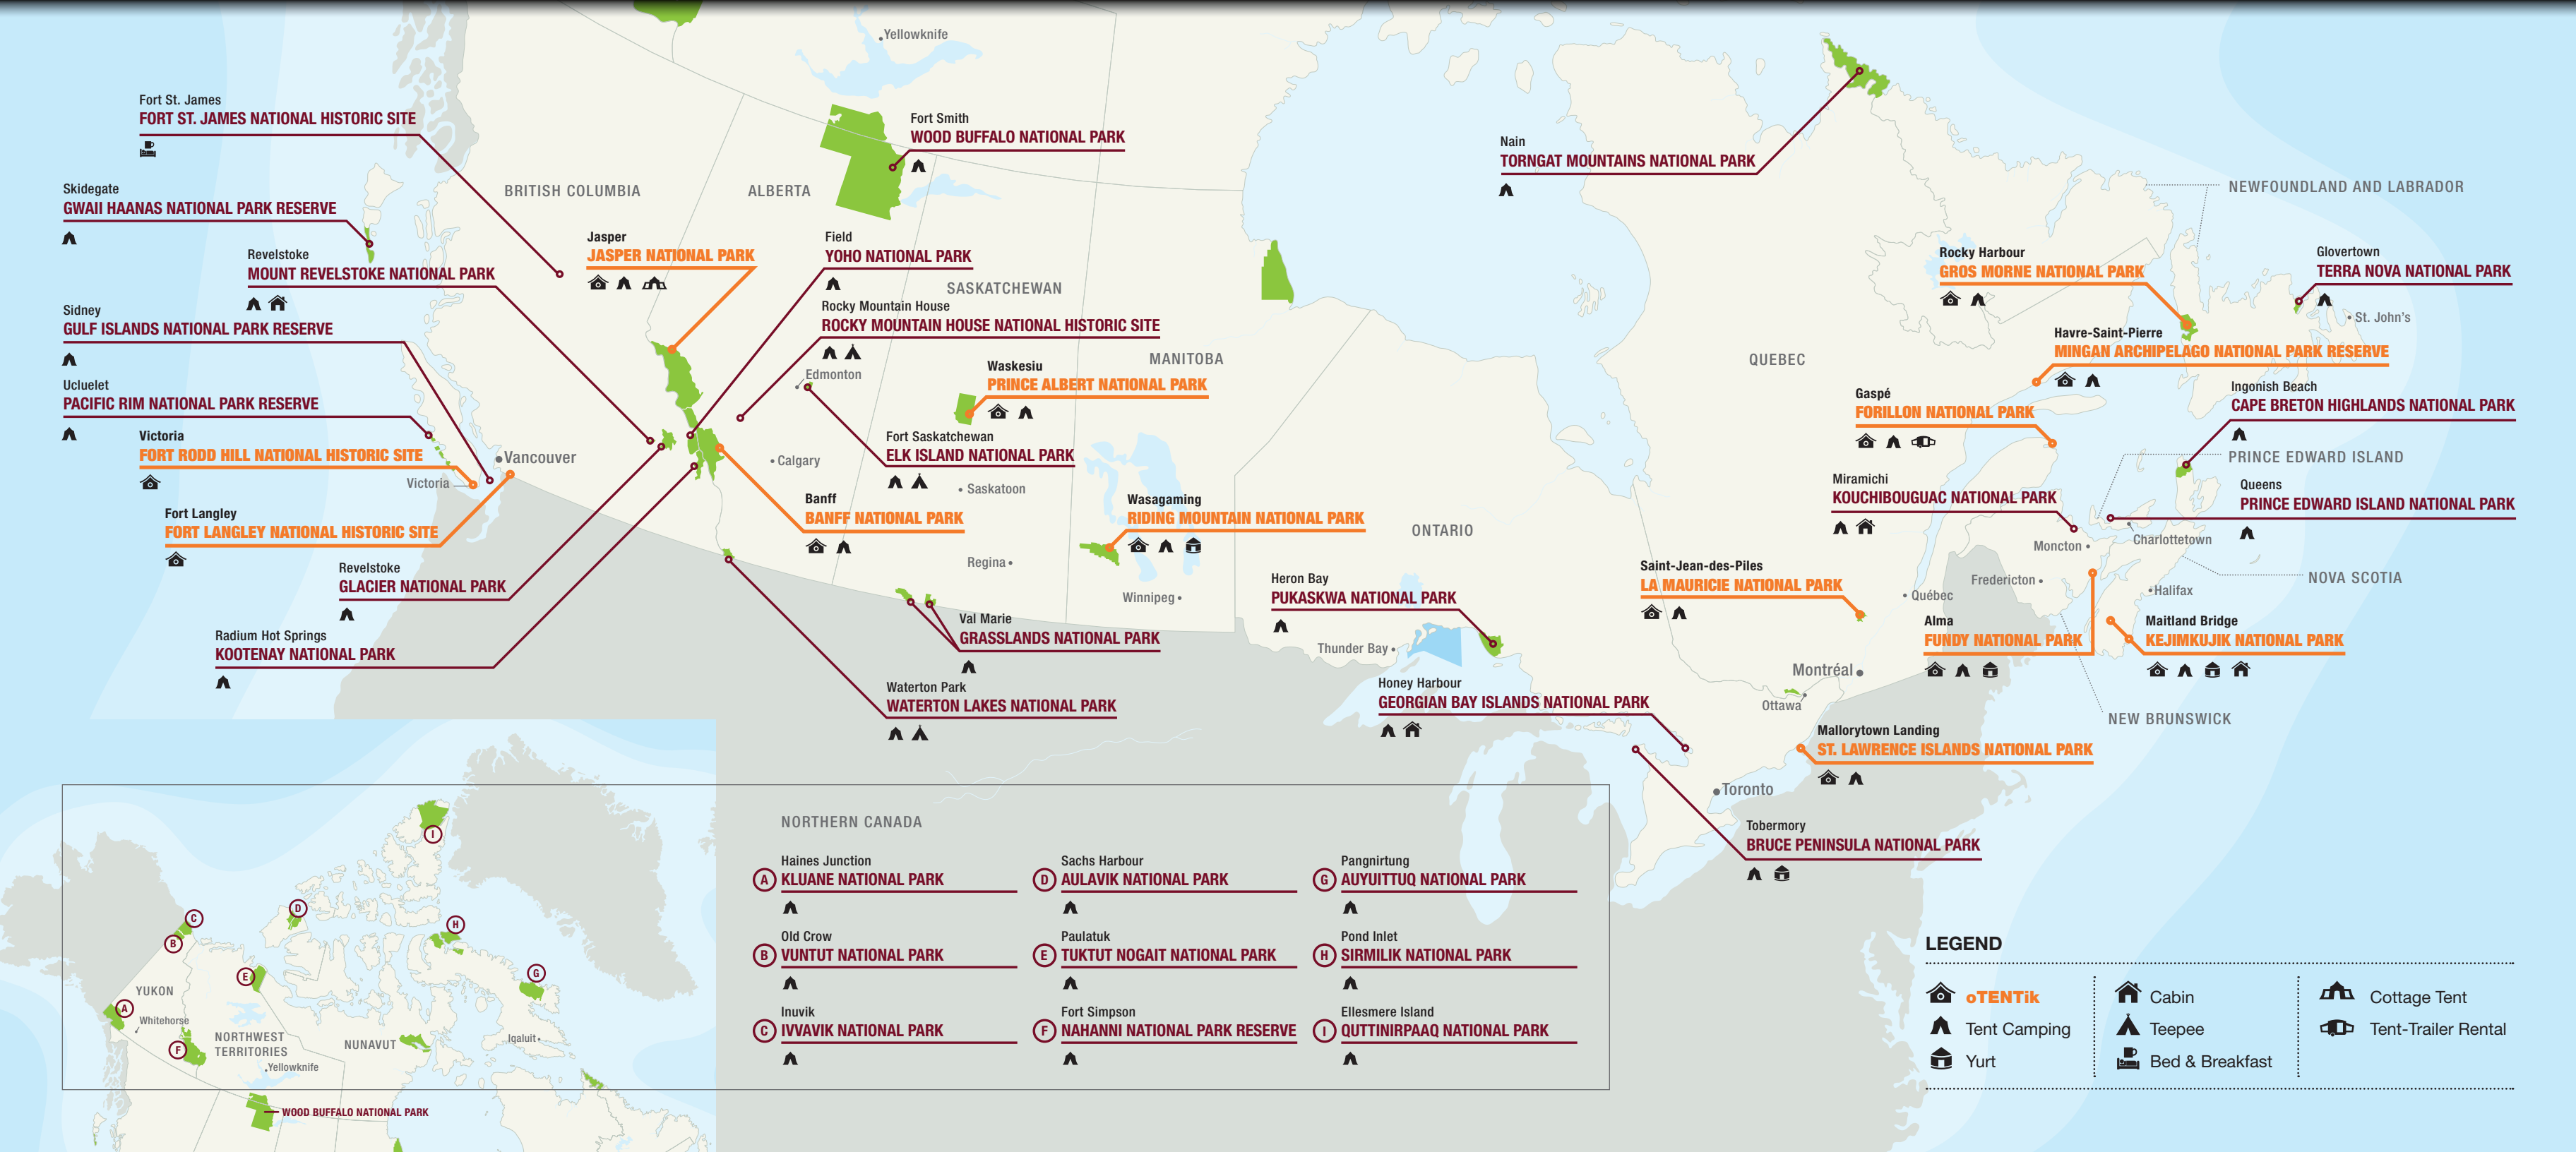 Yellowknife
Fort St. James
FORT ST. JAMES NATIONAL HISTORIC SITE
Fort Smith
WOOD BUFFALO NATIONAL PARK
Nain
TORNGAT MOUNTAINS NATIONAL PARK
Skidegate
GWAII HAANAS NATIONAL PARK RESERVE
BRITISH COLUMBIA
ALBERTA
NEWFOUNDLAND AND LABRADOR
Revelstoke
MOUNT REVELSTOKE NATIONAL PARK
Jasper
JASPER NATIONAL PARK
Field
YOHO NATIONAL PARK
SASKATCHEWAN
Rocky Harbour
GROS MORNE NATIONAL PARK
Glovertown
TERRA NOVA NATIONAL PARK
St. John's
Sidney
GULF ISLANDS NATIONAL PARK RESERVE
Rocky Mountain House
ROCKY MOUNTAIN HOUSE NATIONAL HISTORIC SITE
MANITOBA
QUEBEC
Havre-Saint-Pierre
MINGAN ARCHIPELAGO NATIONAL PARK RESERVE
Edmonton
Waskesiu
PRINCE ALBERT NATIONAL PARK
Ucluelet
PACIFIC RIM NATIONAL PARK RESERVE
Gaspé
FORILLON NATIONAL PARK
Ingonish Beach
CAPE BRETON HIGHLANDS NATIONAL PARK
Victoria
FORT RODD HILL NATIONAL HISTORIC SITE
Vancouver
Victoria
Calgary
Fort Saskatchewan
ELK ISLAND NATIONAL PARK
Saskatoon
PRINCE EDWARD ISLAND
Miramichi
KOUCHIBOUGUAC NATIONAL PARK
Queens
PRINCE EDWARD ISLAND NATIONAL PARK
Fort Langley
FORT LANGLEY NATIONAL HISTORIC SITE
Banff
BANFF NATIONAL PARK
Wasagaming
RIDING MOUNTAIN NATIONAL PARK
ONTARIO
Charlottetown
Moncton
Regina
Revelstoke
GLACIER NATIONAL PARK
Winnipeg
Heron Bay
PUKASKWA NATIONAL PARK
Saint-Jean-des-Piles
LA MAURICIE NATIONAL PARK
Québec
Fredericton
NOVA SCOTIA
Halifax
Val Marie
GRASSLANDS NATIONAL PARK
Radium Hot Springs
KOOTENAY NATIONAL PARK
Thunder Bay
Alma
FUNDY NATIONAL PARK
Maitland Bridge
KEJIMKUJIK NATIONAL PARK
Montréal
Waterton Park
WATERTON LAKES NATIONAL PARK
Honey Harbour
GEORGIAN BAY ISLANDS NATIONAL PARK
Ottawa
NEW BRUNSWICK
Mallorytown Landing
ST. LAWRENCE ISLANDS NATIONAL PARK
Toronto
Tobermory
BRUCE PENINSULA NATIONAL PARK
I
D
C
H
B
E
G
A
F
YUKON
Whitehorse
NORTHWEST
TERRITORIES
NUNAVUT
Iqaluit
Yellowknife
WOOD BUFFALO NATIONAL PARK
NORTHERN CANADA
Haines Junction
A KLUANE NATIONAL PARK
Old Crow
B VUNTUT NATIONAL PARK
Inuvik
C IVVAVIK NATIONAL PARK
Sachs Harbour
D AULAVIK NATIONAL PARK
Paulatuk
E TUKTUT NOGAIT NATIONAL PARK
Fort Simpson
F NAHANNI NATIONAL PARK RESERVE
Pangnirtung
G AUYUITTUQ NATIONAL PARK
Pond Inlet
H SIRMILIK NATIONAL PARK
Ellesmere Island
I QUTTINIRPAAQ NATIONAL PARK
LEGEND
oTENTik
Tent Camping
Yurt
Cabin
Teepee
Bed & Breakfast
Cottage Tent
Tent-Trailer Rental